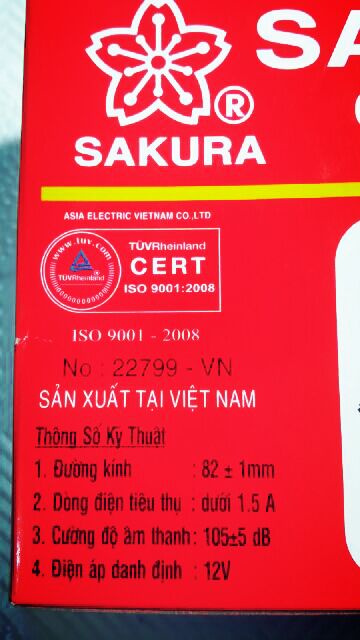 SA
®
SAKURA
ASIA ELECTRIC VIETNAM CO.,LTD
www.tuv.com
TÜVRheinland
TÜVRheinland
CERT
ISO 9001:2008
ISO 9001 - 2008
No : 22799 - VN
SẢN XUẤT TẠI VIỆT NAM
Thông Số Kỹ Thuật
1. Đường kính : 82 ± 1mm
2. Dòng điện tiêu thụ : dưới 1.5 A
3. Cường độ âm thanh : 105±5 dB
4. Điện áp danh định : 12V